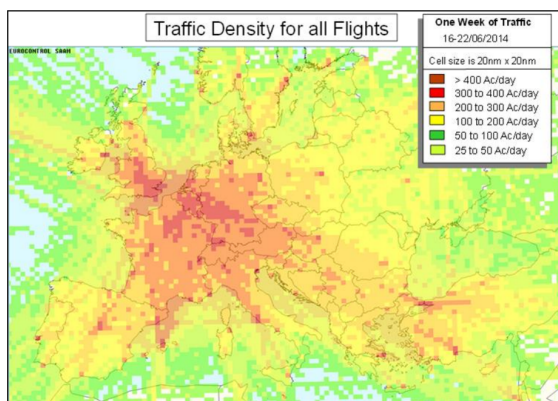 Traffic Density for all Flights
One Week of Traffic
16-22/06/2014
Cell size is 20nm x 20nm
> 400 Ac/day
300 to 400 Ac/day
200 to 300 Ac/day
100 to 200 Ac/day
50 to 100 Ac/day
25 to 50 Ac/day
EUROCONTROL SAAM